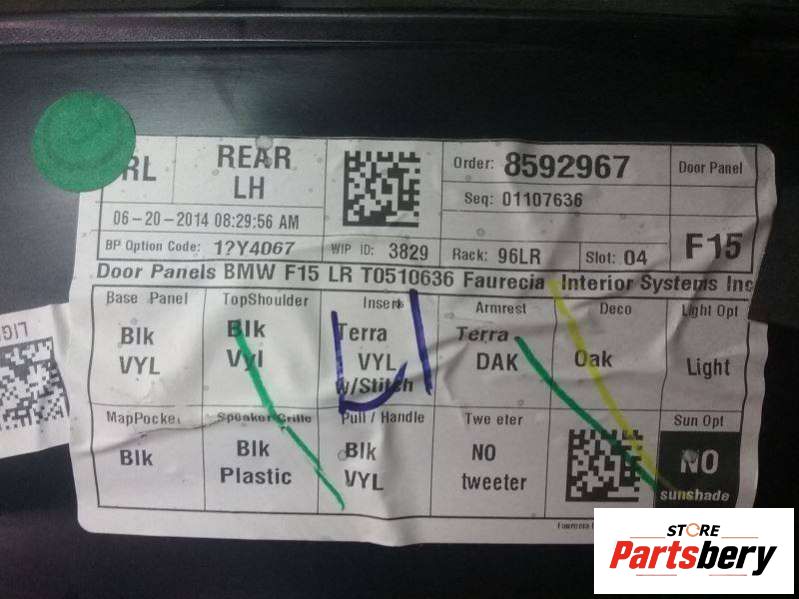 RL
REAR
LH
Order: 8592967
Door Panel
Seq: 01107636
06-20-2014 08:29:56 AM
F15
BP Option Code: 1?Y4067
WIP ID: 3829
Rack: 96LR
Slot: 04
Door Panels BMW F15 LR T0510636 Faurecia Interior Systems Inc
Base Panel
Blk
VYL
TopShoulder
Blk
Vyl
Insert
Terra
VYL
w/Stitch
Armrest
Terra
DAK
Deco
Oak
Light Opt
Light
MapPocket
Blk
Speaker Grille
Blk
Plastic
Pull / Handle
Blk
VYL
Tweeter
NO
tweeter
Sun Opt
NO
sunshade
Faurecia
LIG
STORE
Partsbery